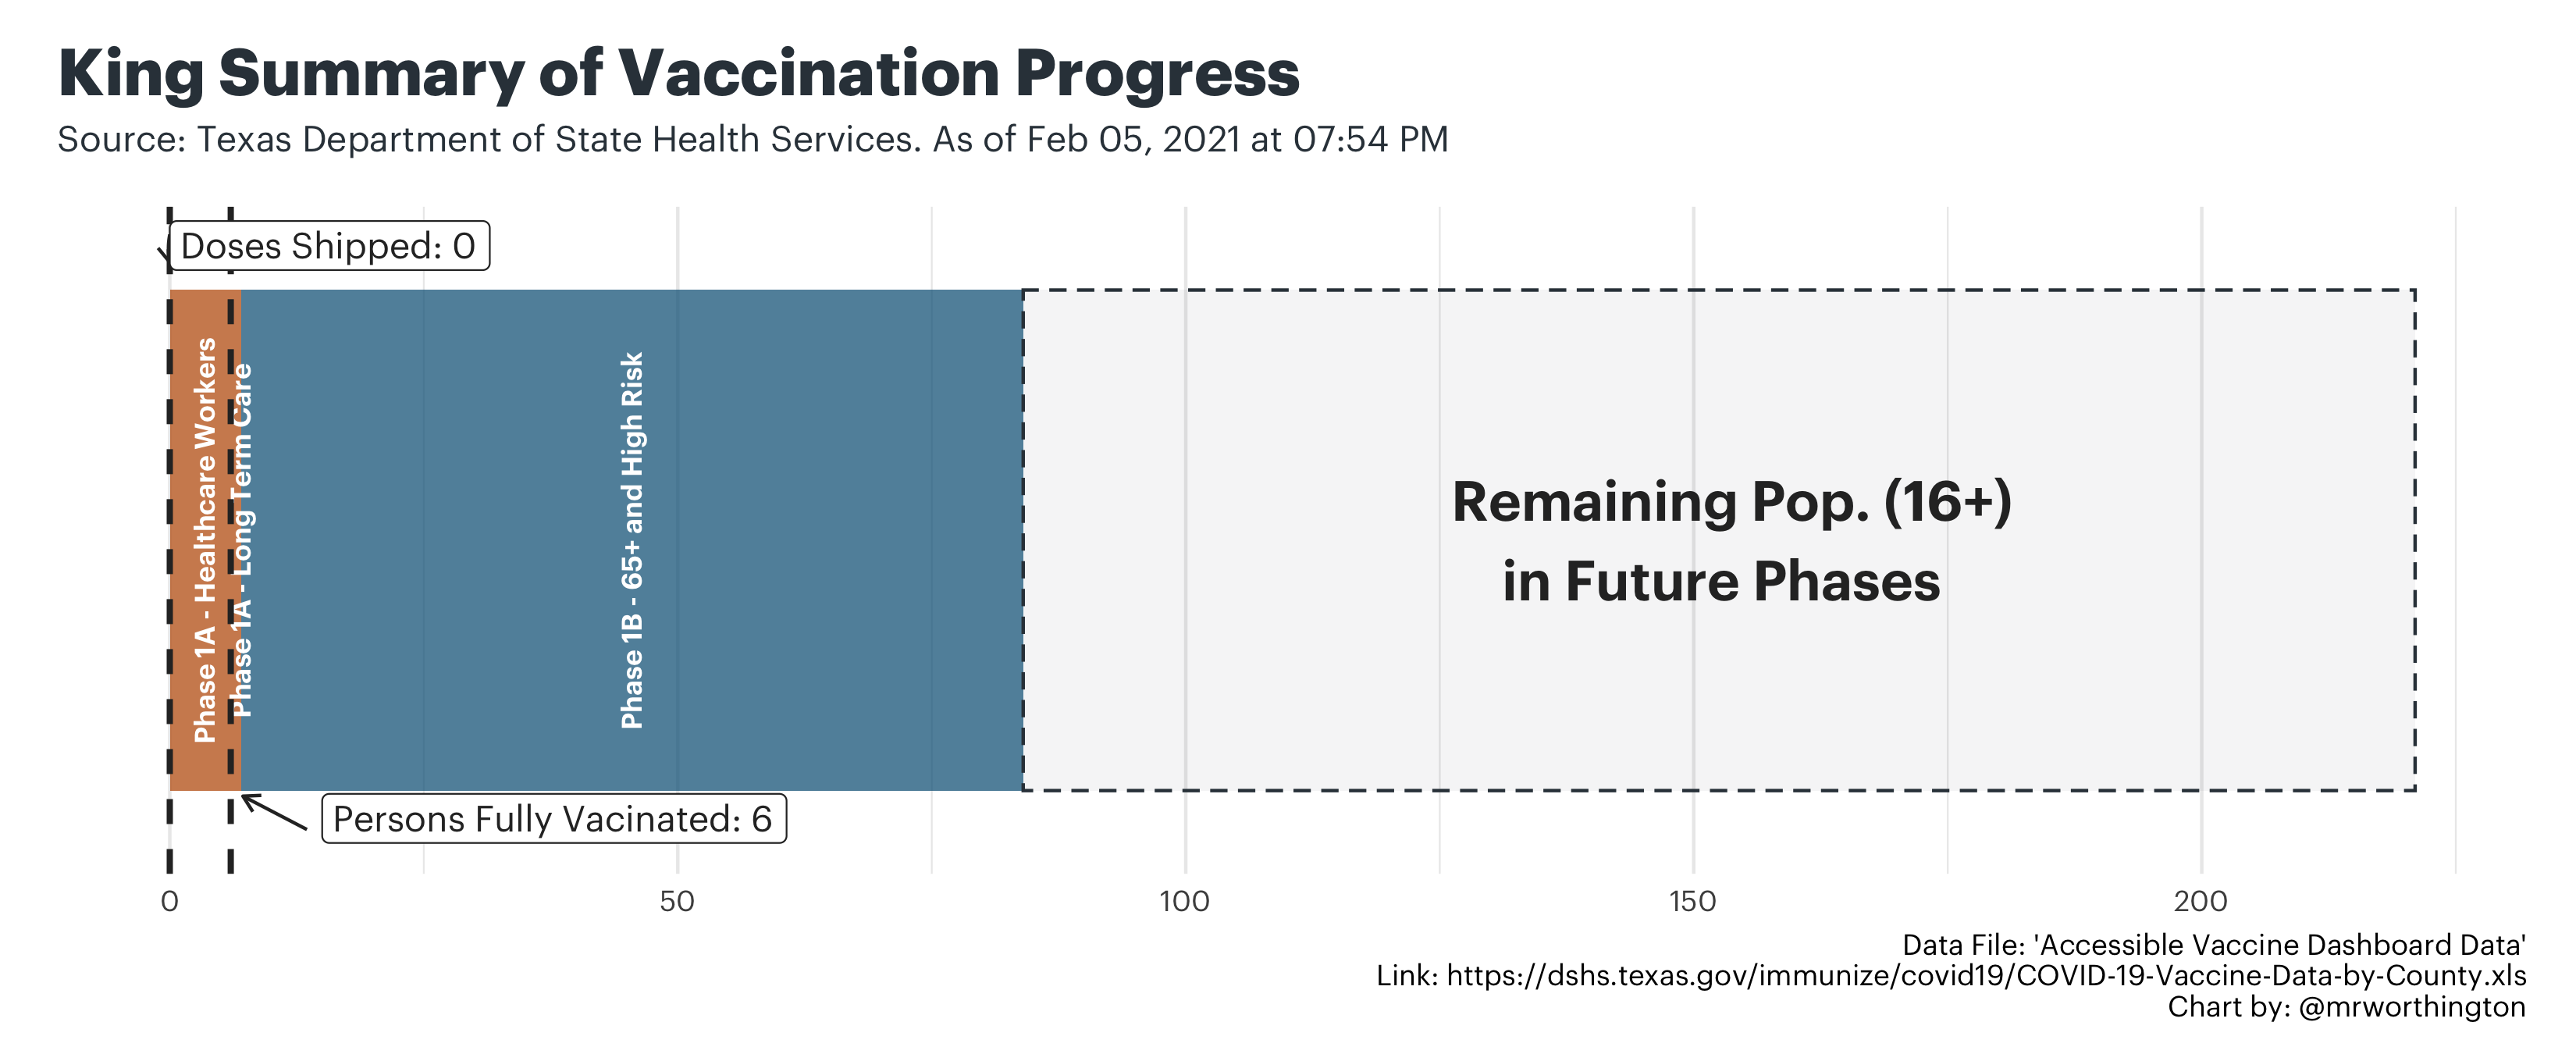 King Summary of Vaccination Progress
Source: Texas Department of State Health Services. As of Feb 05, 2021 at 07:54 PM
Doses Shipped: 0
Phase 1A - Healthcare Workers
Phase 1A - Long Term Care
Phase 1B - 65+ and High Risk
Remaining Pop. (16+)
in Future Phases
Persons Fully Vacinated: 6
0 50 100 150 200
Data File: 'Accessible Vaccine Dashboard Data'
Link: https://dshs.texas.gov/immunize/covid19/COVID-19-Vaccine-Data-by-County.xls
Chart by: @mrworthington